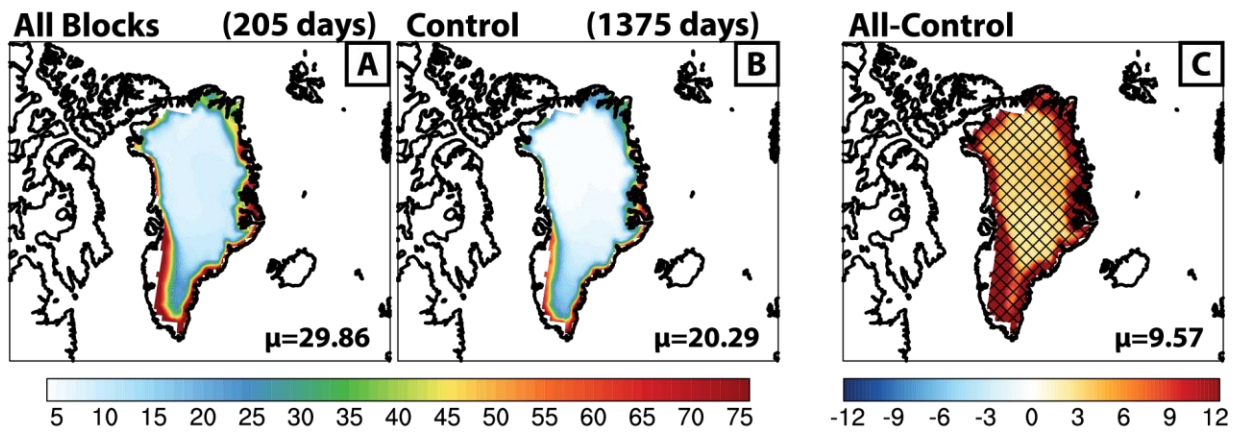 All Blocks (205 days) Control (1375 days) All-Control
A B C
μ=29.86 μ=20.29 μ=9.57
5 10 15 20 25 30 35 40 45 50 55 60 65 70 75 -12 -9 -6 -3 0 3 6 9 12